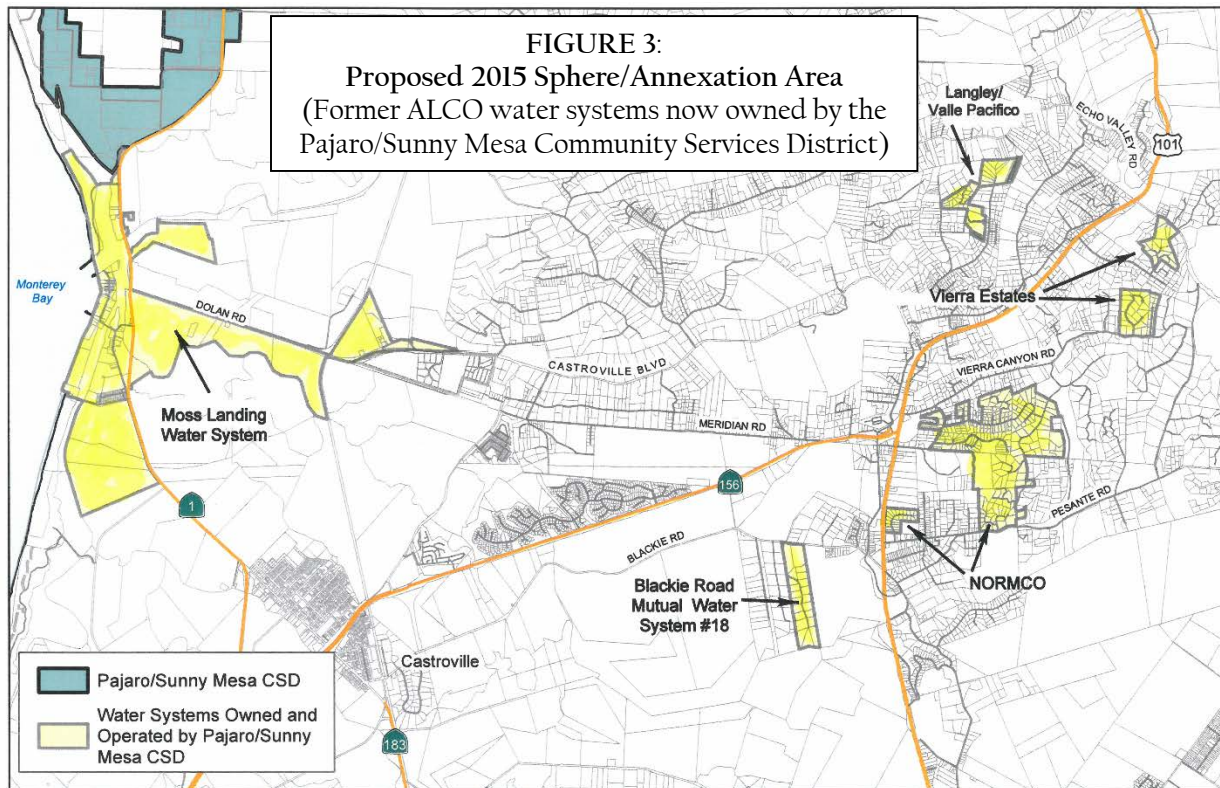 FIGURE 3:
Proposed 2015 Sphere/Annexation Area
(Former ALCO water systems now owned by the
Pajaro/Sunny Mesa Community Services District)
Langley/
Valle Pacifico
ECHO VALLEY RD
101
Monterey
Bay
Vierra Estates
DOLAN RD
CASTROVILLE BLVD
VIERRA CANYON RD
Moss Landing
Water System
MERIDIAN RD
156
1
PESANTE RD
BLACKIE RD
NORMCO
Blackie Road
Mutual Water
System #18
Castroville
183
Pajaro/Sunny Mesa CSD
Water Systems Owned and
Operated by Pajaro/Sunny
Mesa CSD